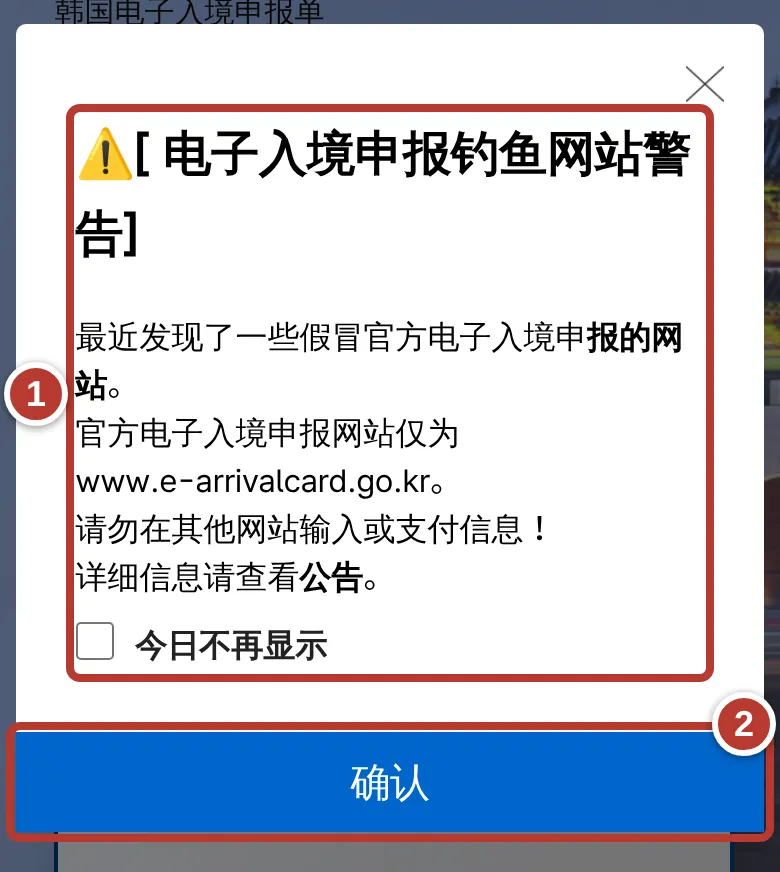 韩国电子入境申报单
⚠️[ 电子入境申报钓鱼网站警
告]
最近发现了一些假冒官方电子入境申报的网
站。
1
官方电子入境申报网站仅为
www.e-arrivalcard.go.kr。
请勿在其他网站输入或支付信息！
详细信息请查看公告。
今日不再显示
2
确认